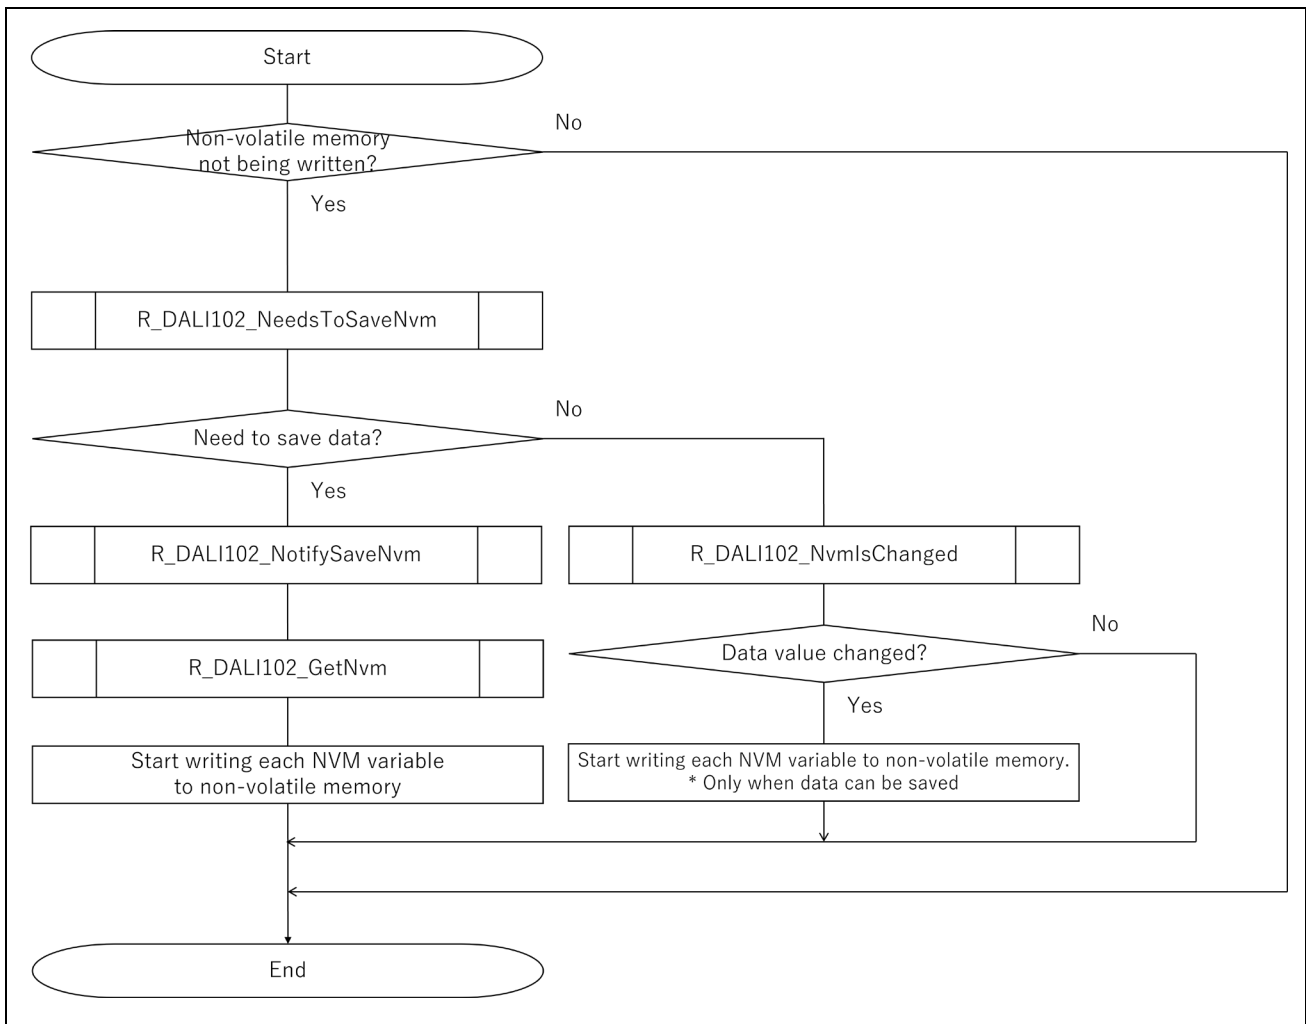 Start
Non-volatile memory
not being written?
No
Yes
R_DALI102_NeedsToSaveNvm
Need to save data?
No
Yes
R_DALI102_NotifySaveNvm
R_DALI102_NvmIsChanged
R_DALI102_GetNvm
Data value changed?
No
Yes
Start writing each NVM variable
to non-volatile memory
Start writing each NVM variable to non-volatile memory.
* Only when data can be saved
End